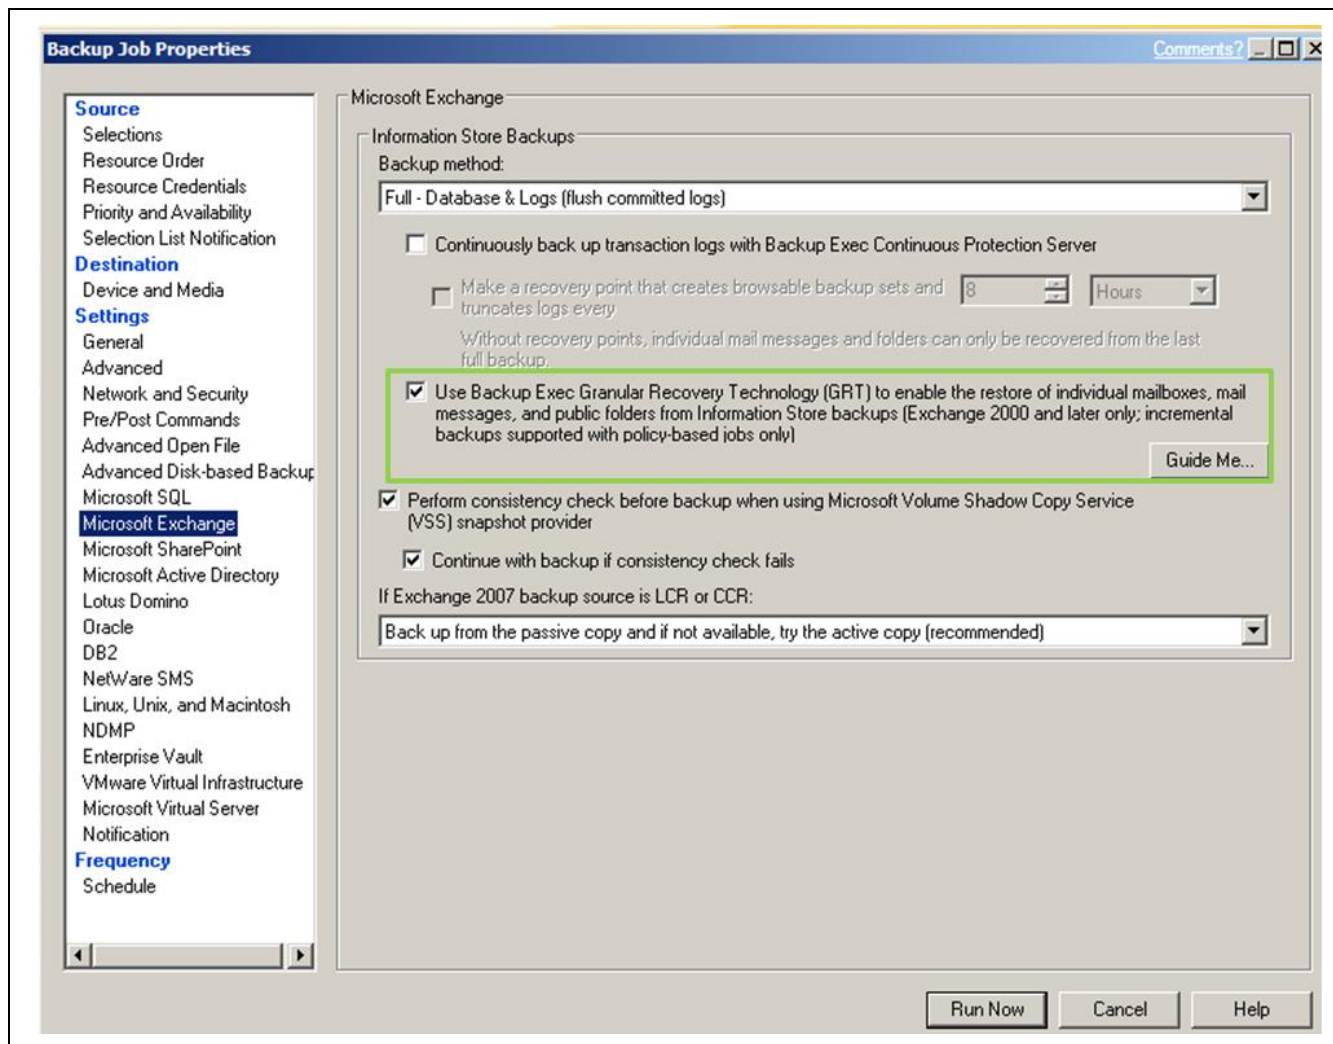 Backup Job Properties
Comments?
Source
Selections
Resource Order
Resource Credentials
Priority and Availability
Selection List Notification
Destination
Device and Media
Settings
General
Advanced
Network and Security
Pre/Post Commands
Advanced Open File
Advanced Disk-based Backup
Microsoft SQL
Microsoft Exchange
Microsoft SharePoint
Microsoft Active Directory
Lotus Domino
Oracle
DB2
NetWare SMS
Linux, Unix, and Macintosh
NDMP
Enterprise Vault
VMware Virtual Infrastructure
Microsoft Virtual Server
Notification
Frequency
Schedule
Microsoft Exchange
Information Store Backups
Backup method:
Full - Database & Logs (flush committed logs)
Continuously back up transaction logs with Backup Exec Continuous Protection Server
Make a recovery point that creates browsable backup sets and
truncates logs every
8
Hours
Without recovery points, individual mail messages and folders can only be recovered from the last
full backup.
Use Backup Exec Granular Recovery Technology (GRT) to enable the restore of individual mailboxes, mail
messages, and public folders from Information Store backups (Exchange 2000 and later only; incremental
backups supported with policy-based jobs only)
Guide Me...
Perform consistency check before backup when using Microsoft Volume Shadow Copy Service
(VSS) snapshot provider
Continue with backup if consistency check fails
If Exchange 2007 backup source is LCR or CCR:
Back up from the passive copy and if not available, try the active copy (recommended)
Run Now
Cancel
Help